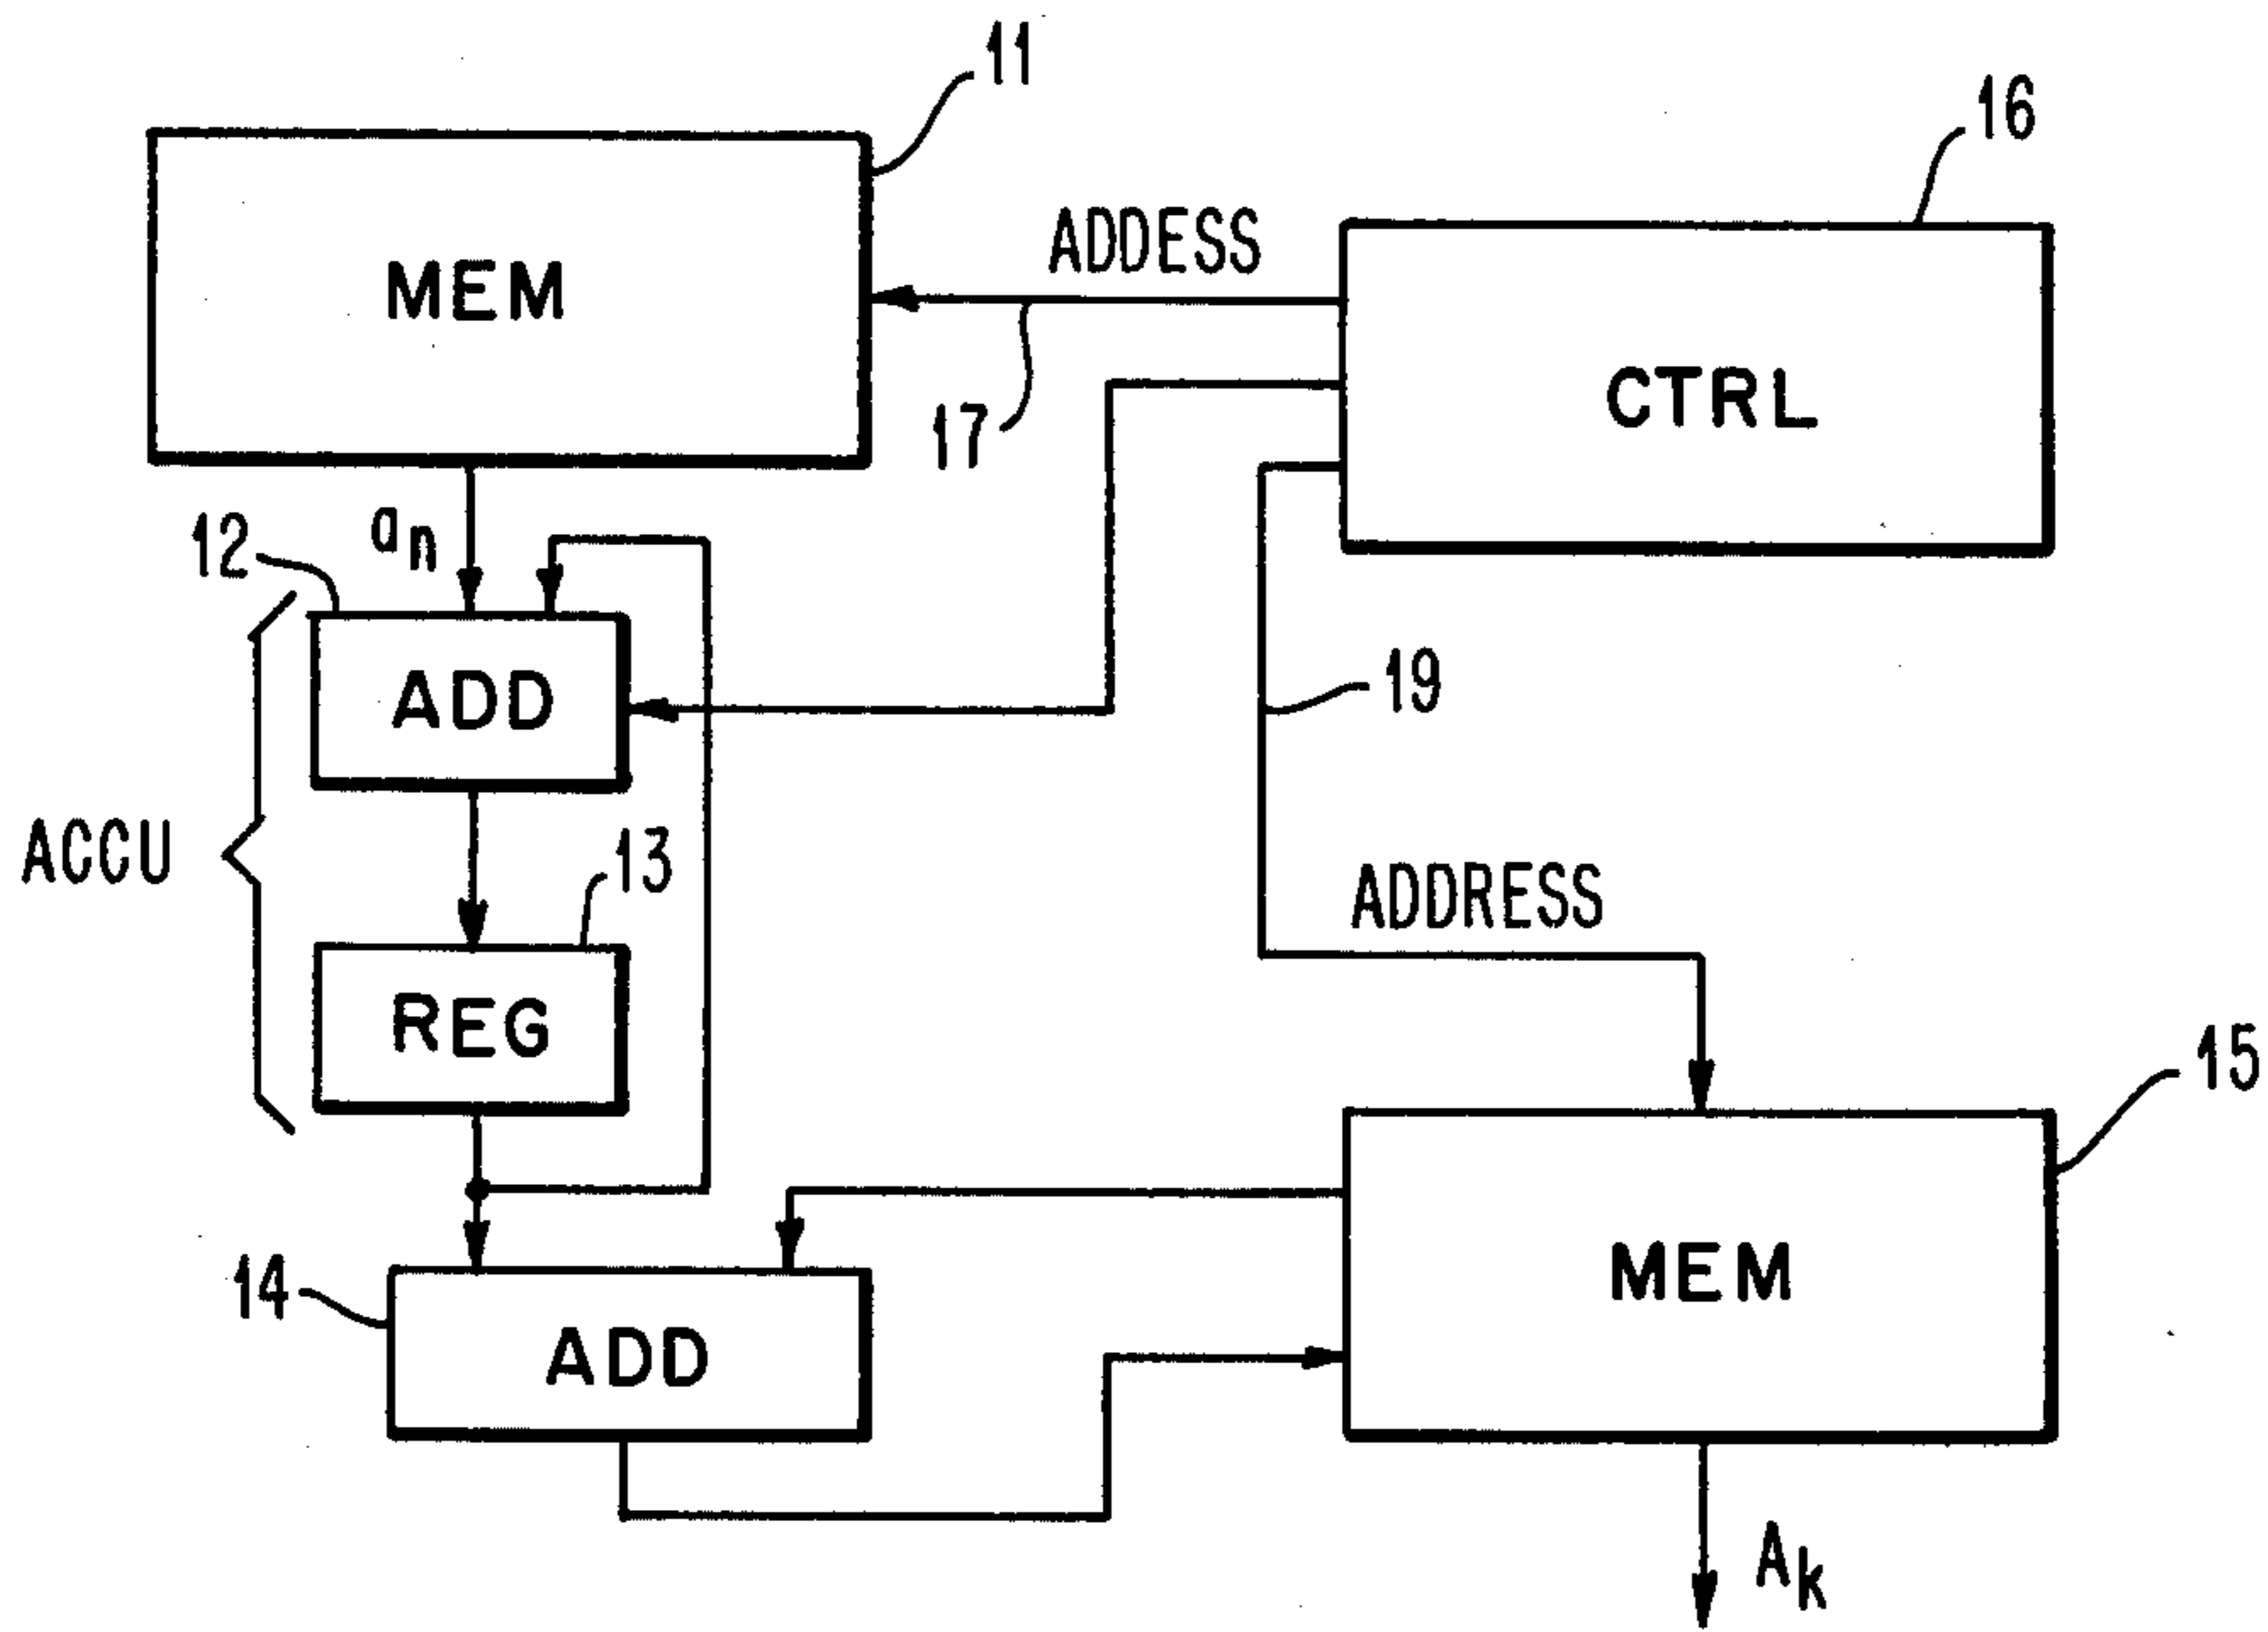 11
16
ADDESS
MEM
CTRL
17
12
an
19
ADD
ACCU
13
ADDRESS
REG
15
14
MEM
ADD
Ak